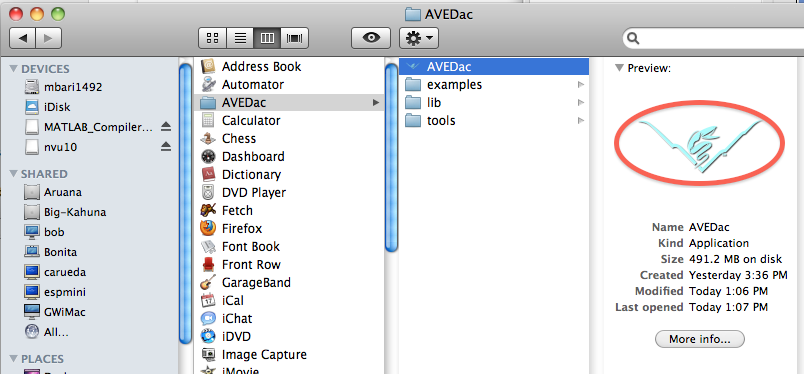 AVEDac
DEVICES
mbari1492
iDisk
MATLAB_Compiler...
nvu10
SHARED
Aruana
Big-Kahuna
bob
Bonita
carueda
espmini
GWiMac
All...
PLACES
Address Book
Automator
AVEDac
Calculator
Chess
Dashboard
Dictionary
DVD Player
Fetch
Firefox
Font Book
Front Row
GarageBand
iCal
iChat
iDVD
Image Capture
iMovie
AVEDac
examples
lib
tools
Preview:
Name AVEDac
Kind Application
Size 491.2 MB on disk
Created Yesterday 3:36 PM
Modified Today 1:06 PM
Last opened Today 1:07 PM
More info...